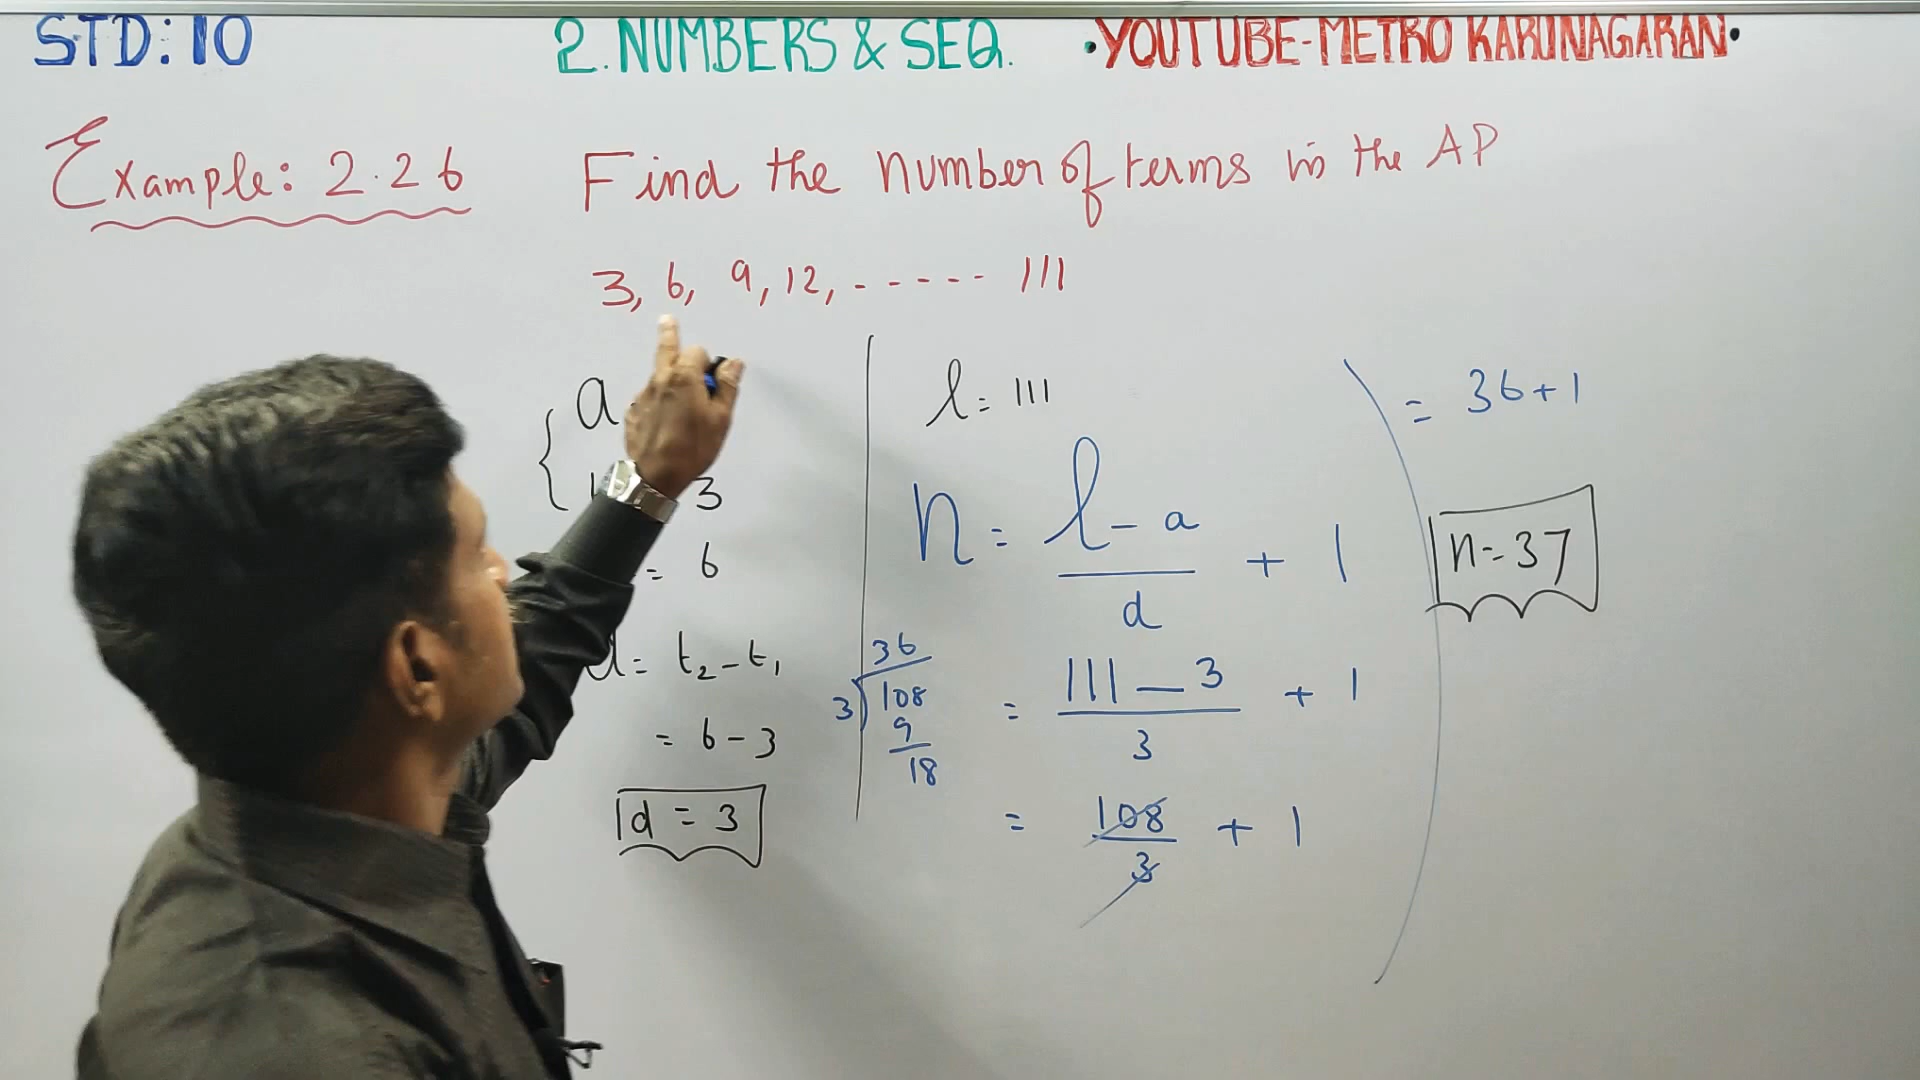 STD: 10
2. NUMBERS & SEQ.
•YOUTUBE-METRO KARUNAGARAN•
Example: 2.26
Find the number of terms in the AP
3, 6, 9, 12, ------ 111
a
3
= 6
d = t₂ - t₁
= 6 - 3
d = 3
l = 111
n = l - a / d + 1
36
3) 108
9
18
= 111 - 3 / 3 + 1
= 108 / 3 + 1
= 36 + 1
n = 37